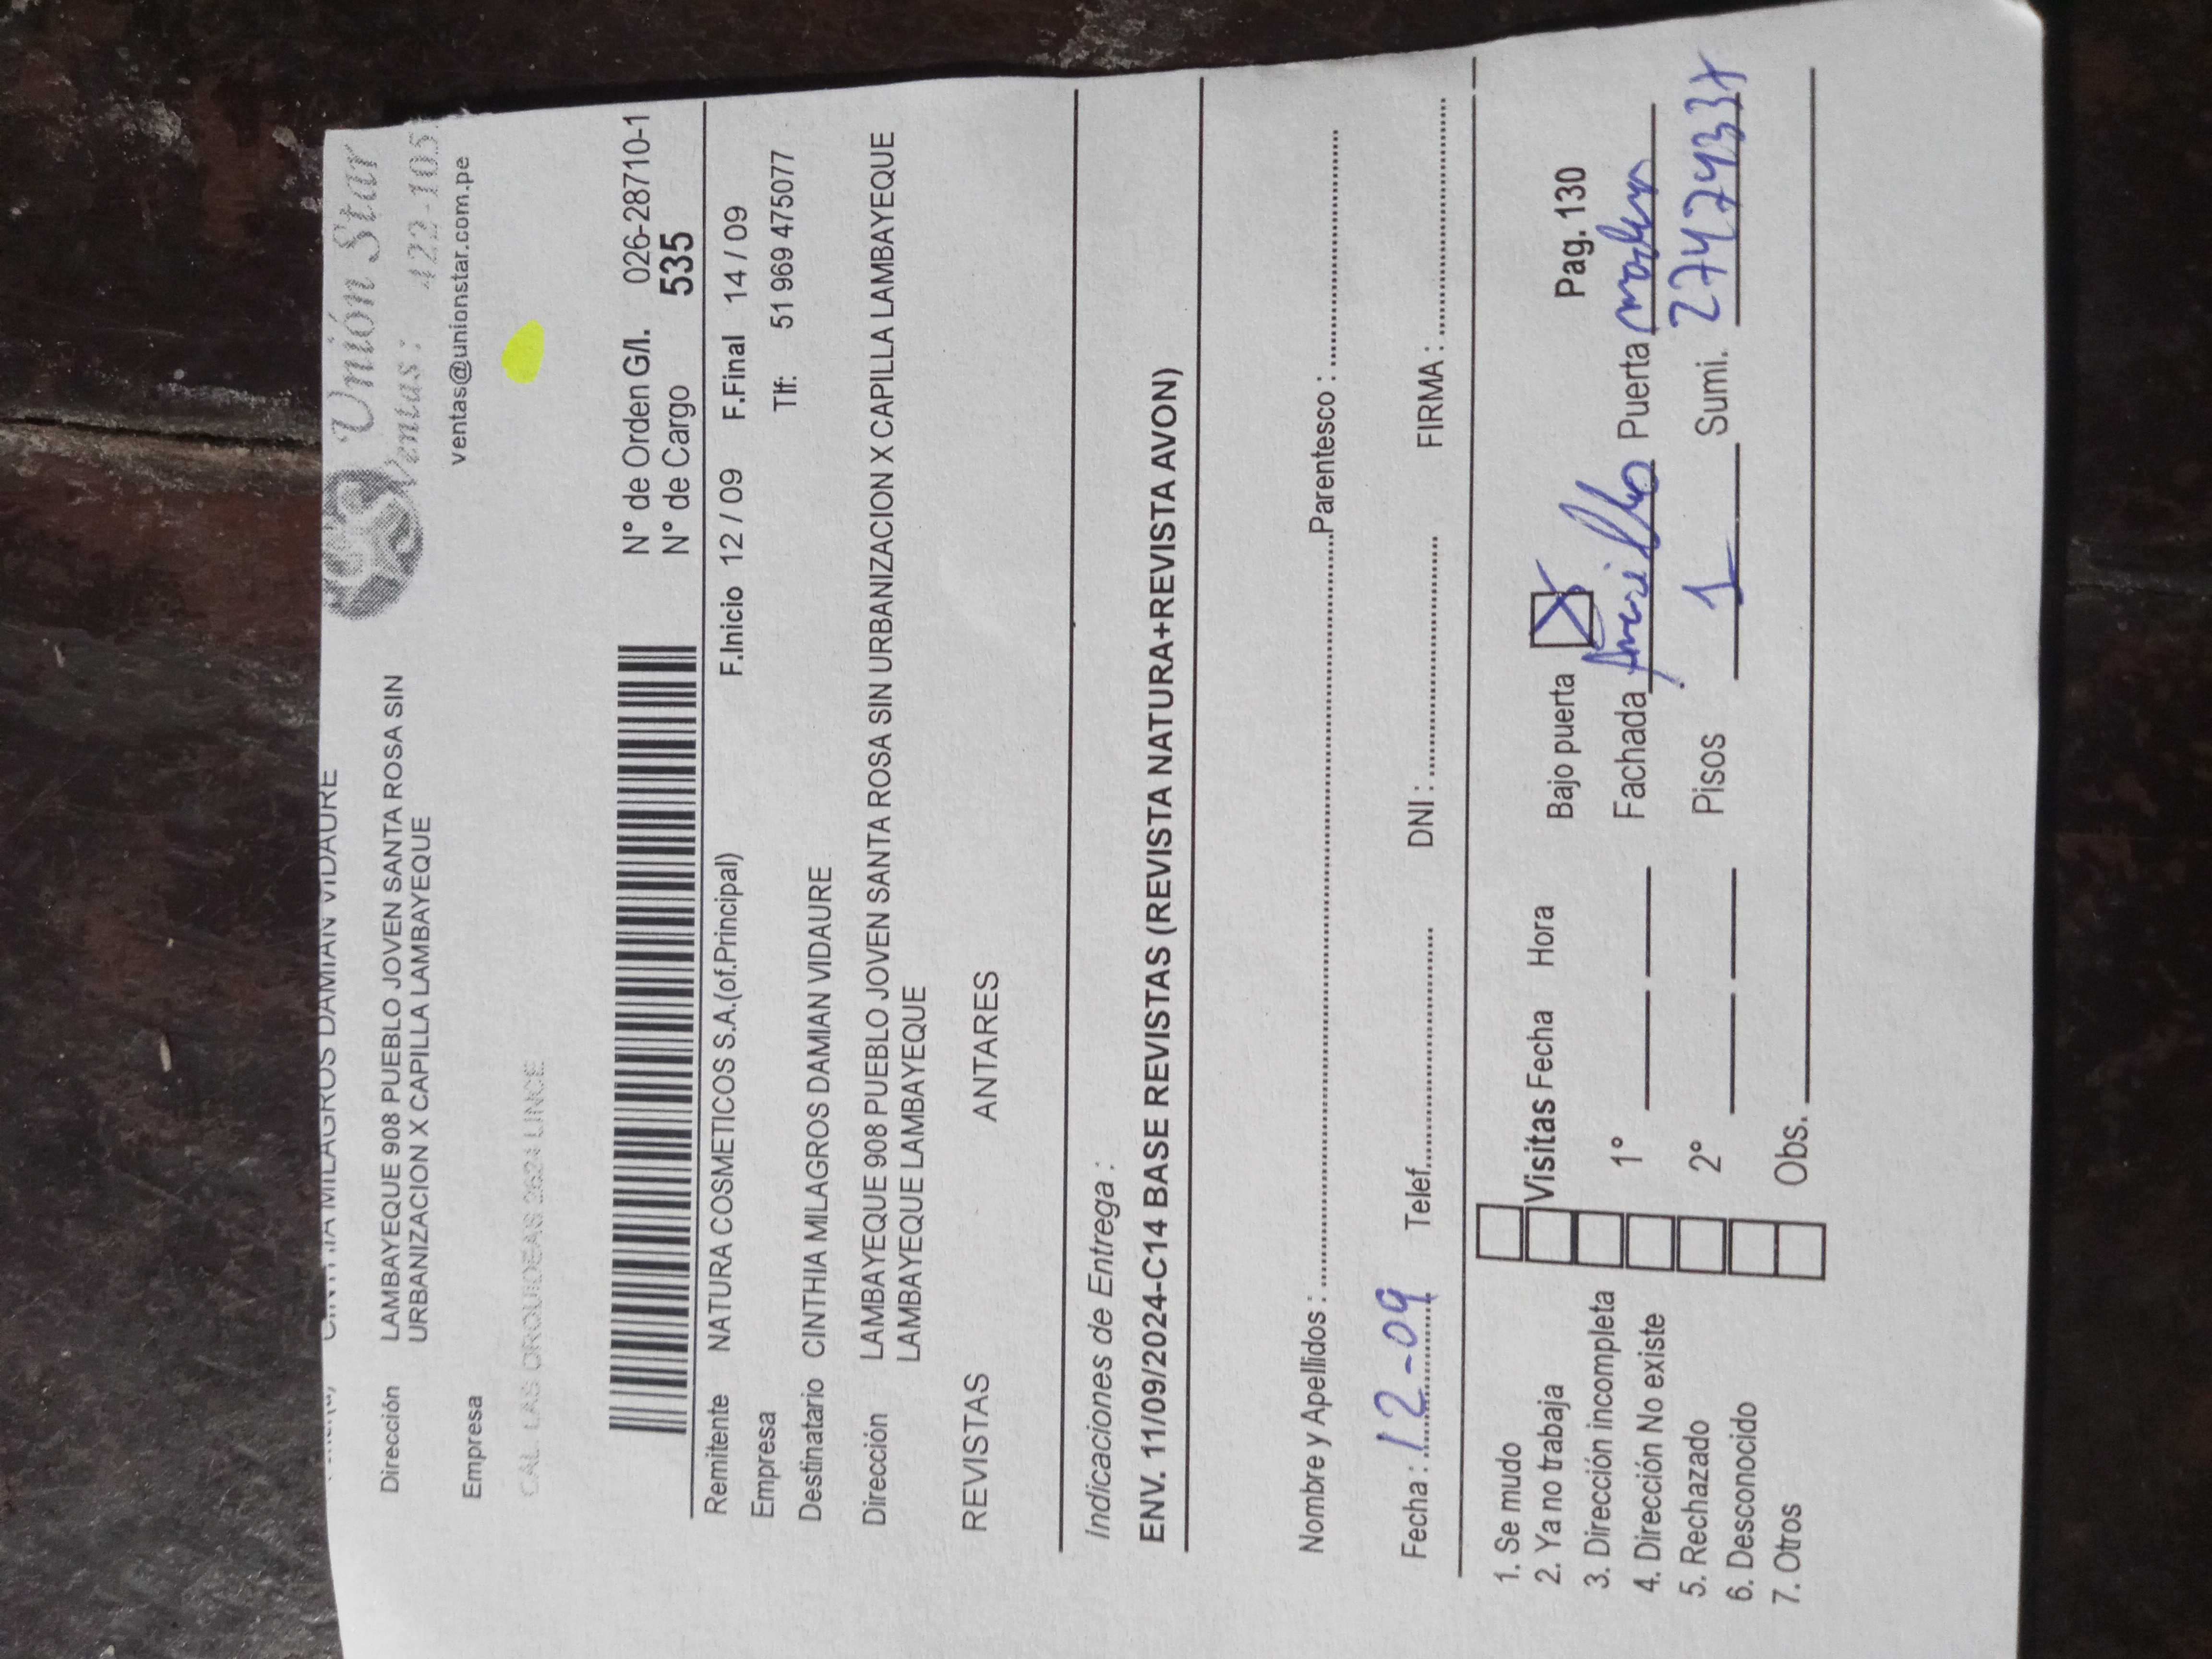 CINTHIA MILAGROS DAMIAN VIDAURE
Unión Star
Ventas : 422-105
ventas@unionstar.com.pe
Dirección LAMBAYEQUE 908 PUEBLO JOVEN SANTA ROSA SIN
URBANIZACION X CAPILLA LAMBAYEQUE
Empresa
CAL. LAS ORQUIDEAS 2624 LINCE
N° de Orden G/I. 026-28710-1
N° de Cargo 535
Remitente NATURA COSMETICOS S.A.(of.Principal) F.Inicio 12 / 09 F.Final 14 / 09
Empresa Tlf: 51 969 475077
Destinatario CINTHIA MILAGROS DAMIAN VIDAURE
Dirección LAMBAYEQUE 908 PUEBLO JOVEN SANTA ROSA SIN URBANIZACION X CAPILLA LAMBAYEQUE
LAMBAYEQUE LAMBAYEQUE
REVISTAS ANTARES
Indicaciones de Entrega :
ENV. 11/09/2024-C14 BASE REVISTAS (REVISTA NATURA+REVISTA AVON)
Nombre y Apellidos : Parentesco :
Fecha : 12-09 Telef. DNI : FIRMA :
1. Se mudo
2. Ya no trabaja Visitas Fecha Hora Bajo puerta X Pag. 130
3. Dirección incompleta
4. Dirección No existe 1° Fachada Amarillo Puerta
5. Rechazado 2° Pisos 1 Sumi.
6. Desconocido
7. Otros Obs.